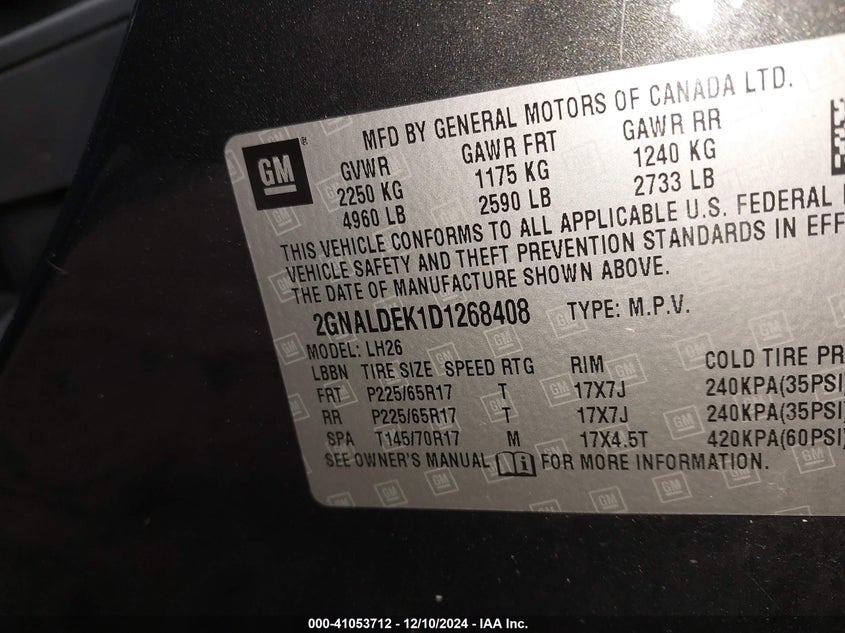 MFD BY GENERAL MOTORS OF CANADA LTD.
GM
GVWR GAWR FRT GAWR RR
2250 KG 1175 KG 1240 KG
4960 LB 2590 LB 2733 LB
THIS VEHICLE CONFORMS TO ALL APPLICABLE U.S. FEDERAL
VEHICLE SAFETY AND THEFT PREVENTION STANDARDS IN EFF
THE DATE OF MANUFACTURE SHOWN ABOVE.
2GNALDEK1D1268408 TYPE: M.P.V.
MODEL: LH26
LBBN TIRE SIZE SPEED RTG RIM COLD TIRE PR
FRT P225/65R17 T 17X7J 240KPA(35PSI)
RR P225/65R17 T 17X7J 240KPA(35PSI)
SPA T145/70R17 M 17X4.5T 420KPA(60PSI)
SEE OWNER'S MANUAL FOR MORE INFORMATION.
000-41053712 - 12/10/2024 - IAA Inc.